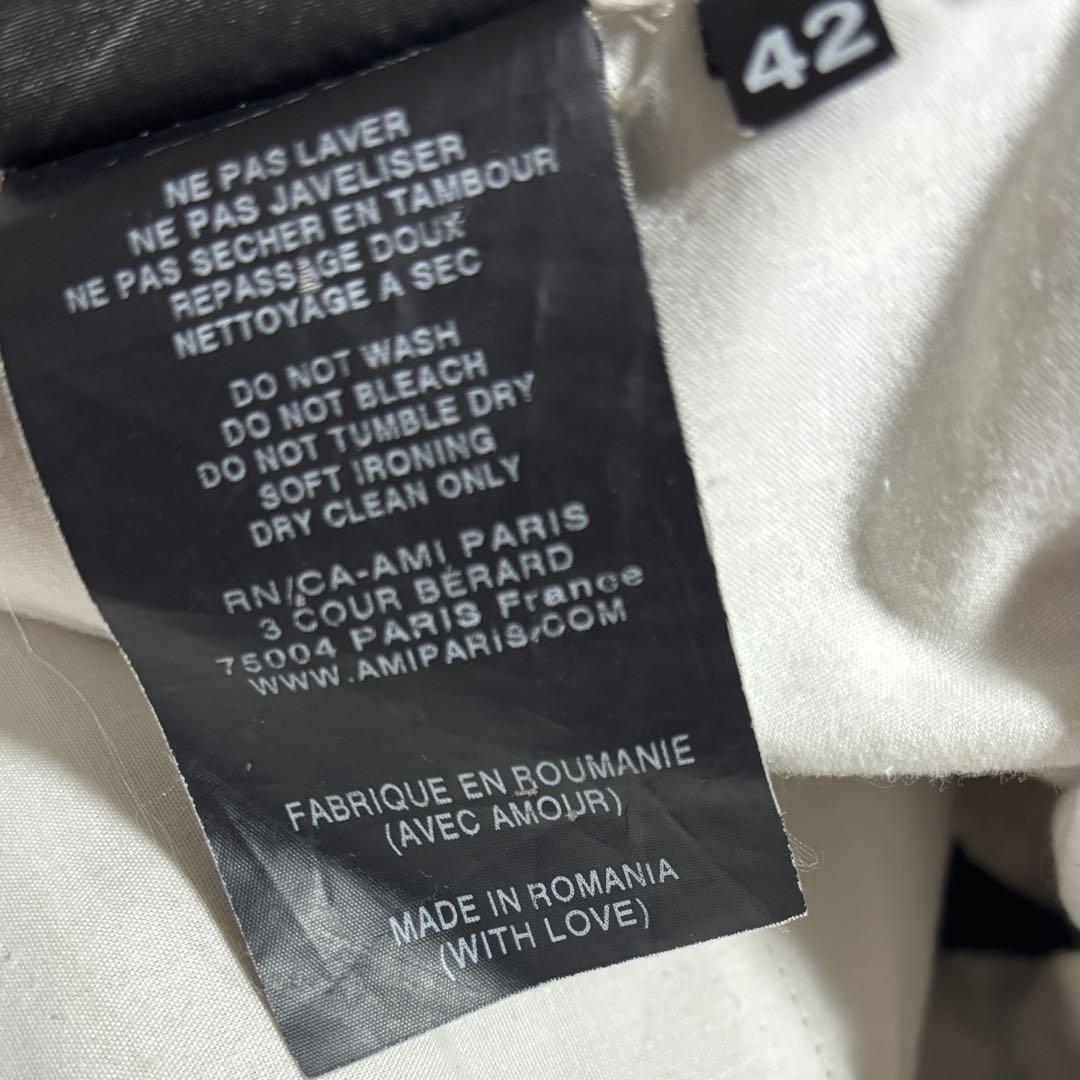 42
NE PAS LAVER
NE PAS JAVELISER
NE PAS SECHER EN TAMBOUR
REPASSAGE DOUX
NETTOYAGE A SEC
DO NOT WASH
DO NOT BLEACH
DO NOT TUMBLE DRY
SOFT IRONING
DRY CLEAN ONLY
RN/CA-AMI PARIS
3 COUR BÉRARD
75004 PARIS France
WWW.AMIPARIS.COM
FABRIQUE EN ROUMANIE
(AVEC AMOUR)
MADE IN ROMANIA
(WITH LOVE)